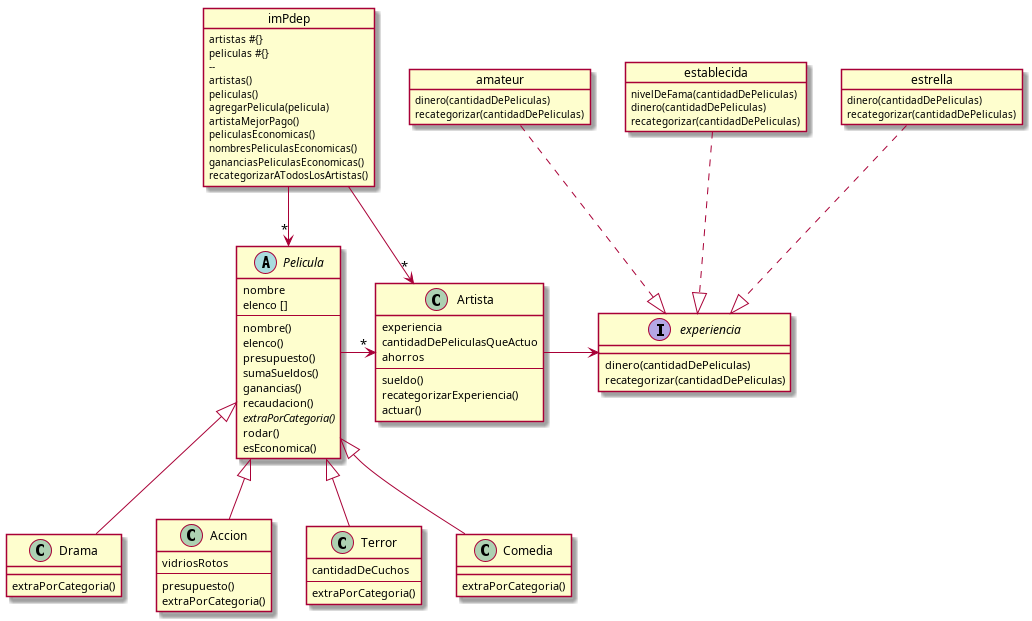 imPdep
artistas #{}
peliculas #{}
--
artistas()
peliculas()
agregarPelicula(pelicula)
artistaMejorPago()
peliculasEconomicas()
nombresPeliculasEconomicas()
gananciasPeliculasEconomicas()
recategorizarATodosLosArtistas()
amateur
dinero(cantidadDePeliculas)
recategorizar(cantidadDePeliculas)
establecida
nivelDeFama(cantidadDePeliculas)
dinero(cantidadDePeliculas)
recategorizar(cantidadDePeliculas)
estrella
dinero(cantidadDePeliculas)
recategorizar(cantidadDePeliculas)
*
*
A Pelicula
nombre
elenco []
nombre()
elenco()
presupuesto()
sumaSueldos()
ganancias()
recaudacion()
extraPorCategoria()
rodar()
esEconomica()
*
C Artista
experiencia
cantidadDePeliculasQueActuo
ahorros
sueldo()
recategorizarExperiencia()
actuar()
I experiencia
dinero(cantidadDePeliculas)
recategorizar(cantidadDePeliculas)
C Drama
extraPorCategoria()
C Accion
vidriosRotos
presupuesto()
extraPorCategoria()
C Terror
cantidadDeCuchos
extraPorCategoria()
C Comedia
extraPorCategoria()